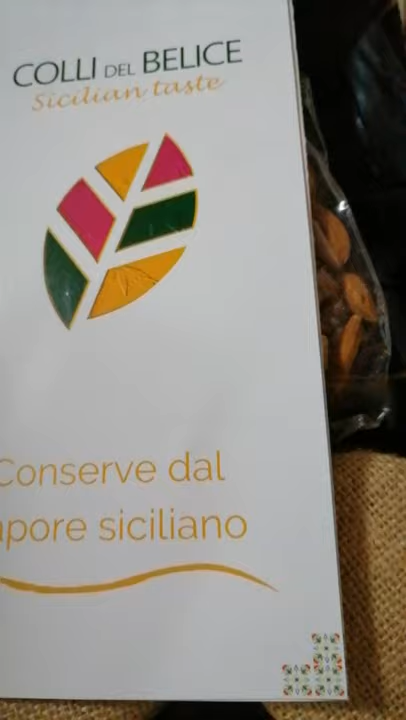 COLLI DEL BELICE
Sicilian taste
Conserve dal
apore siciliano